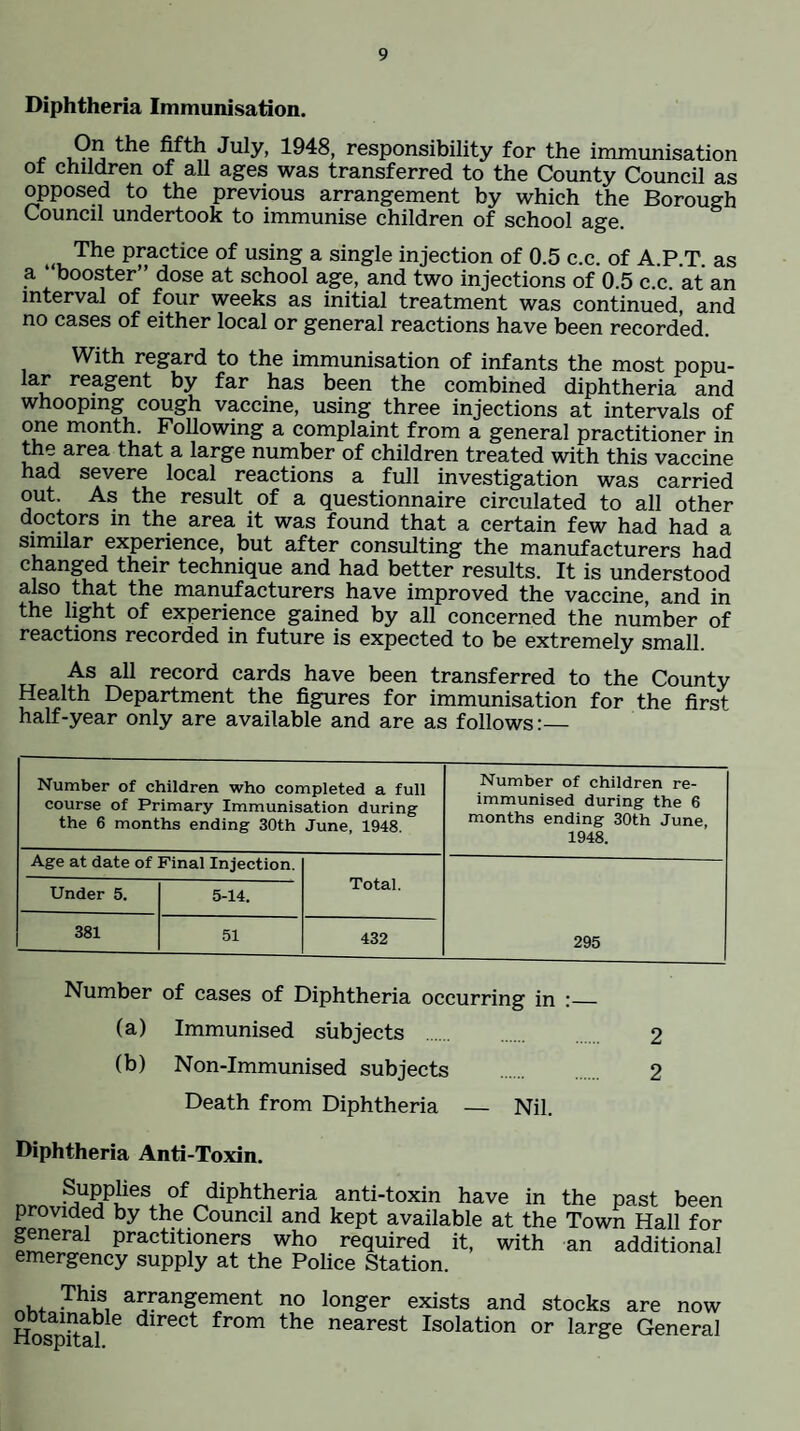 9
Diphtheria Immunisation.
On the fifth July, 1948, responsibility for the immunisation
of children of all ages was transferred to the County Council as
opposed to the previous arrangement by which the Borough
Council undertook to immunise children of school age.
The practice of using a single injection of 0.5 c.c. of A.P.T. as
a “booster” dose at school age, and two injections of 0.5 c.c. at an
interval of four weeks as initial treatment was continued, and
no cases of either local or general reactions have been recorded.
With regard to the immunisation of infants the most popu-
lar reagent by far has been the combined diphtheria and
whooping cough vaccine, using three injections at intervals of
one month. Following a complaint from a general practitioner in
the area that a large number of children treated with this vaccine
had severe local reactions a full investigation was carried
out. As the result of a questionnaire circulated to all other
doctors in the area it was found that a certain few had had a
similar experience, but after consulting the manufacturers had
changed their technique and had better results. It is understood
also that the manufacturers have improved the vaccine, and in
the light of experience gained by all concerned the number of
reactions recorded in future is expected to be extremely small.
As all record cards have been transferred to the County
Health Department the figures for immunisation for the first
half-year only are available and are as follows:—
Number of children who completed a full
course of Primary Immunisation during
the 6 months ending 30th June, 1948.
Number of children re-
immunised during the 6
months ending 30th June,
1948.
Age at date of Final Injection.
Total.
Under 5. 5-14.
381 51 432 295
Number of cases of Diphtheria occurring in :—
(a) Immunised subjects ...... ...... ...... 2
(b) Non-Immunised subjects ...... ...... 2
Death from Diphtheria — Nil.
Diphtheria Anti-Toxin.
Supplies of diphtheria anti-toxin have in the past been
provided by the Council and kept available at the Town Hall for
general practitioners who required it, with an additional
emergency supply at the Police Station.
This arrangement no longer exists and stocks are now
obtainable direct from the nearest Isolation or large General
Hospital.